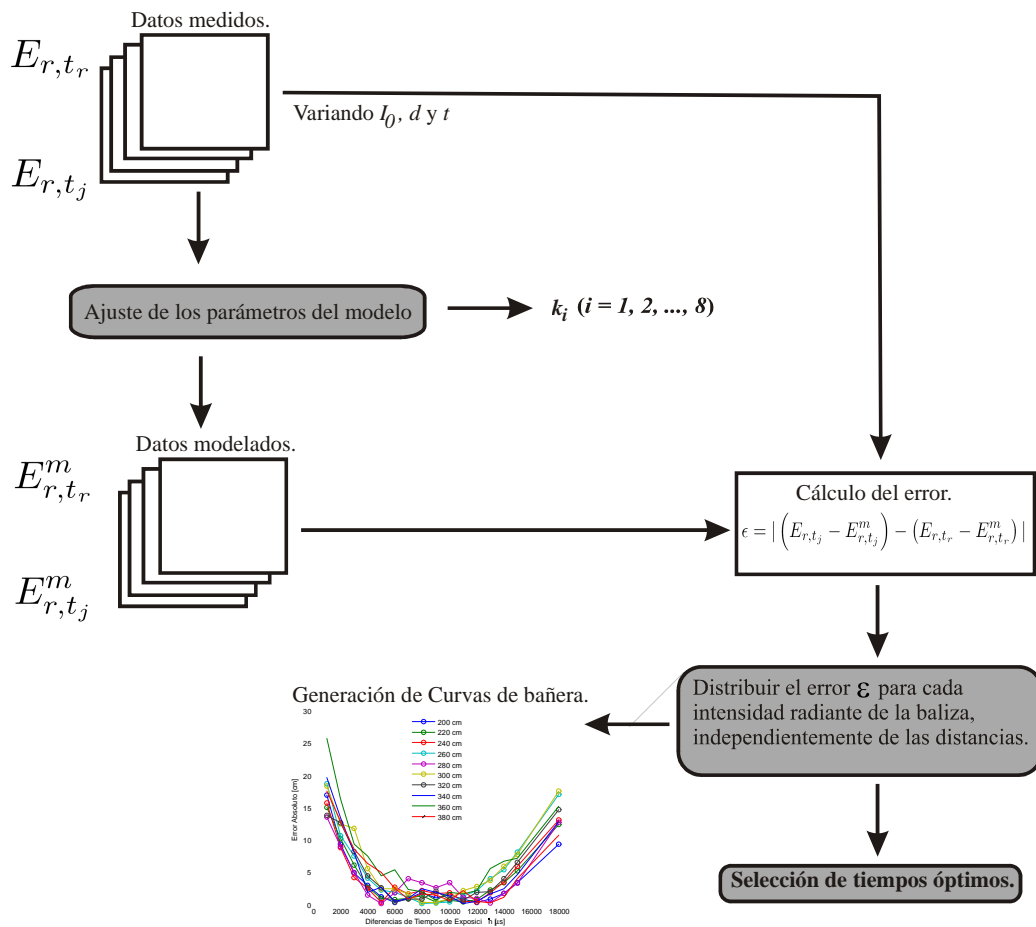 Datos medidos.
E_{r,t_r}
Variando I_0, d y t
E_{r,t_j}
Ajuste de los parámetros del modelo
k_i (i = 1, 2, ..., 8)
Datos modelados.
E^m_{r,t_r}
Cálculo del error.
ϵ = | (E_{r,t_j} − E^m_{r,t_j}) − (E_{r,t_r} − E^m_{r,t_r}) |
E^m_{r,t_j}
Distribuir el error ε para cada
intensidad radiante de la baliza,
independientemente de las distancias.
Generación de Curvas de bañera.
30
25
20
15
10
5
0
Error Absoluto [cm]
200 cm
220 cm
240 cm
260 cm
280 cm
300 cm
320 cm
340 cm
360 cm
380 cm
0 2000 4000 6000 8000 10000 12000 14000 16000 18000
Diferencias de Tiempos de Exposici n [µs]
Selección de tiempos óptimos.